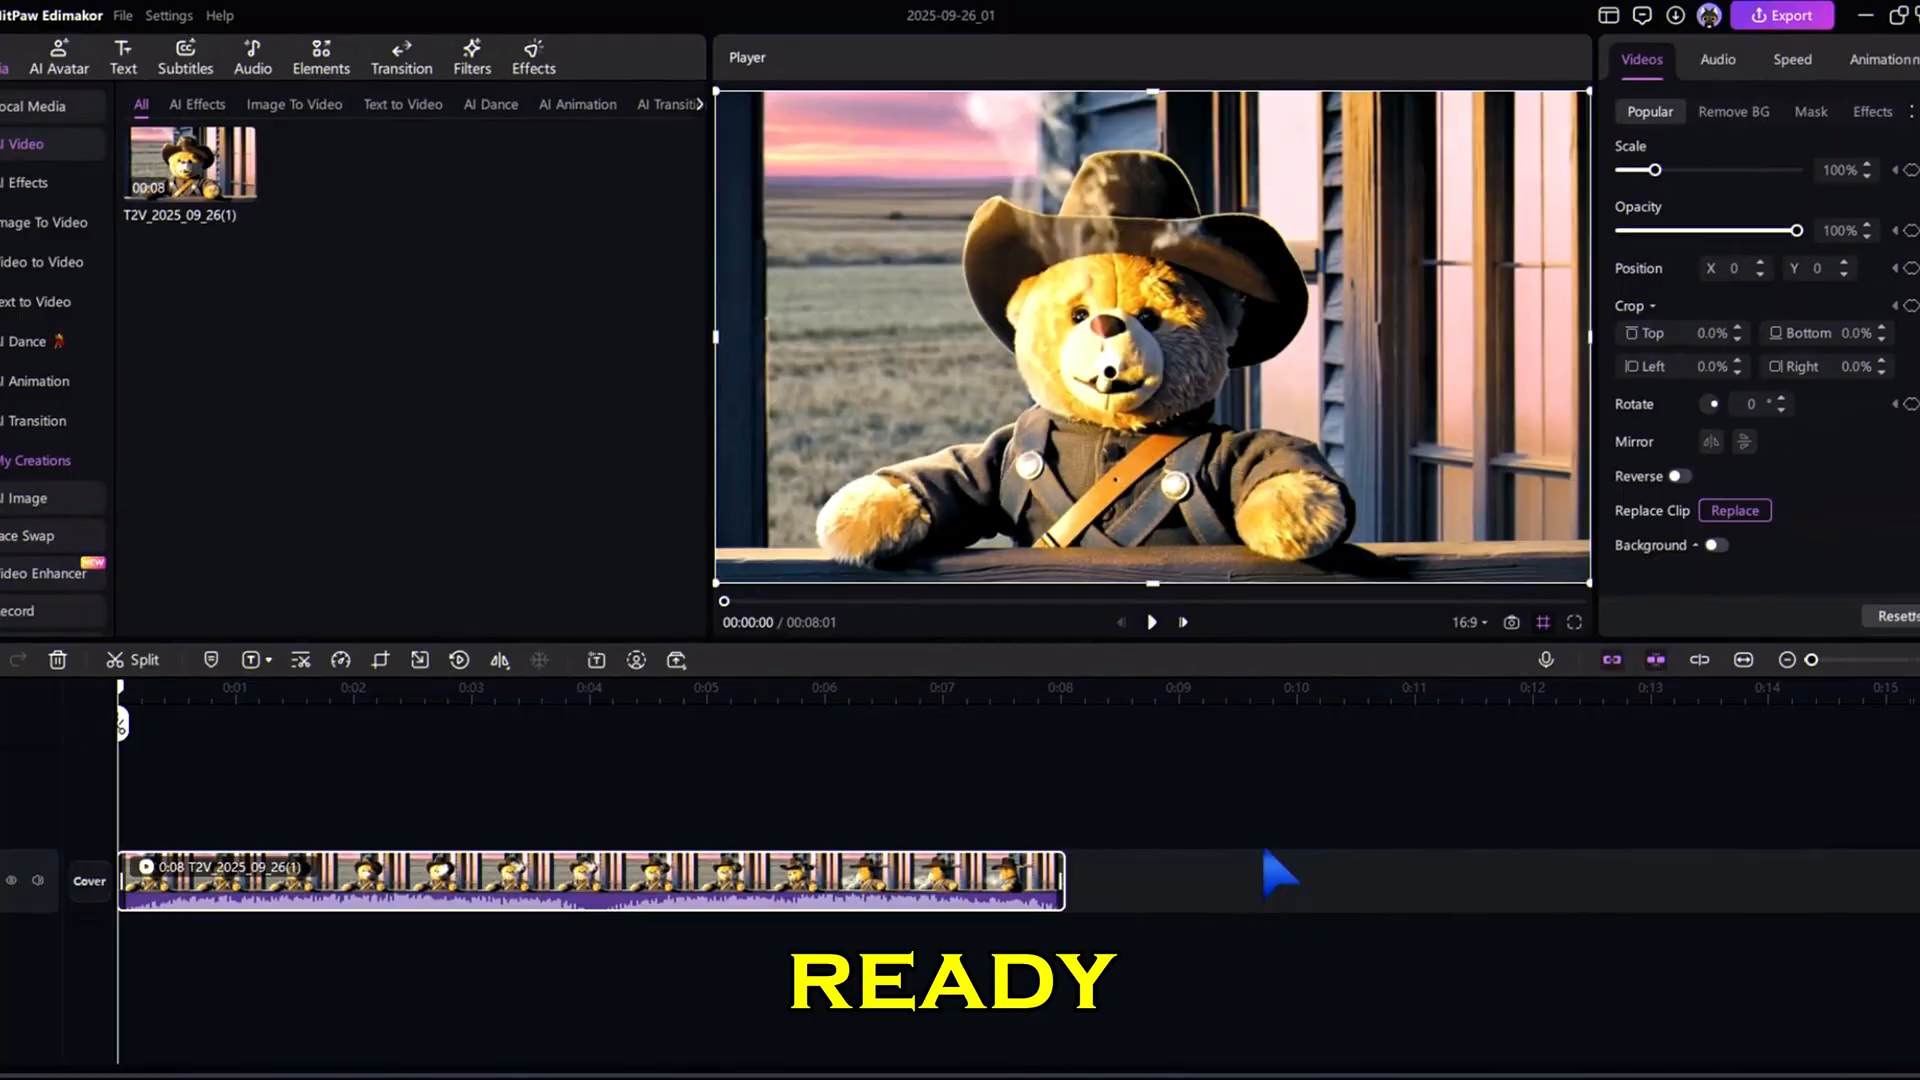 itPaw Edimakor File Settings Help 2025-09-26_01 Export
ia AI Avatar Text Subtitles Audio Elements Transition Filters Effects
ocal Media
I Video
I Effects
mage To Video
ideo to Video
ext to Video
I Dance
I Animation
I Transition
My Creations
I Image
ace Swap
ideo Enhancer NEW
ecord
All AI Effects Image To Video Text to Video AI Dance AI Animation AI Transiti
00:08
T2V_2025_09_26(1)
Player
00:00:00 / 00:08:01 16:9
Videos Audio Speed Animation
Popular Remove BG Mask Effects
Scale
100%
Opacity
100%
Position X 0 Y 0
Crop
Top 0.0% Bottom 0.0%
Left 0.0% Right 0.0%
Rotate 0 °
Mirror
Reverse
Replace Clip Replace
Background
Reset
Split
0:01 0:02 0:03 0:04 0:05 0:06 0:07 0:08 0:09 0:10 0:11 0:12 0:13 0:14 0:15
Cover
0:08 T2V_2025_09_26(1)
READY